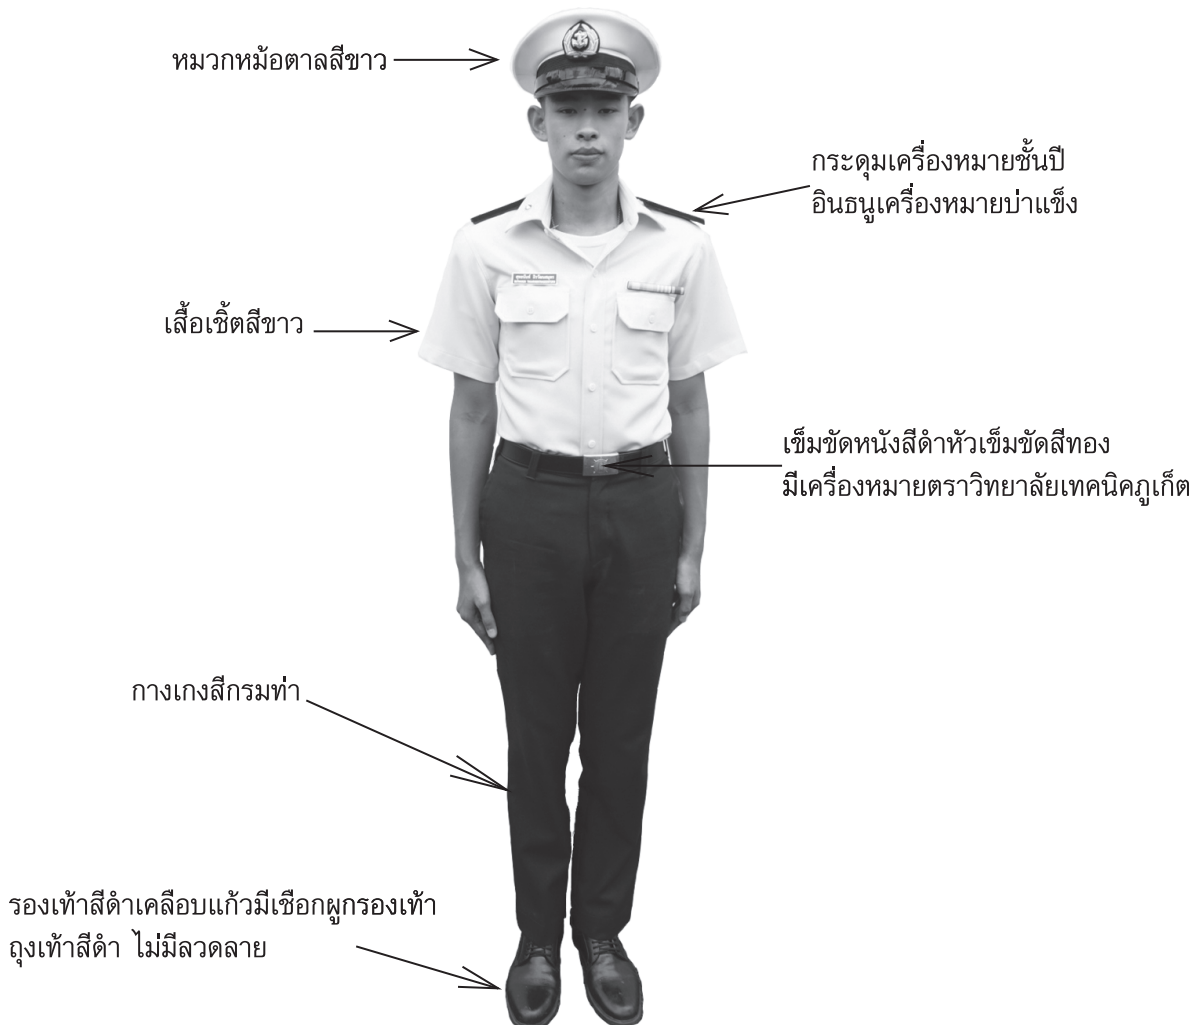 หมวกหม้อตาลสีขาว
กระดุมเครื่องหมายชั้นปี
อินธนูเครื่องหมายบ่าแข็ง
เสื้อเชิ้ตสีขาว
เข็มขัดหนังสีดำหัวเข็มขัดสีทอง
มีเครื่องหมายตราวิทยาลัยเทคนิคภูเก็ต
กางเกงสีกรมท่า
รองเท้าสีดำเคลือบแก้วมีเชือกผูกรองเท้า
ถุงเท้าสีดำ ไม่มีลวดลาย